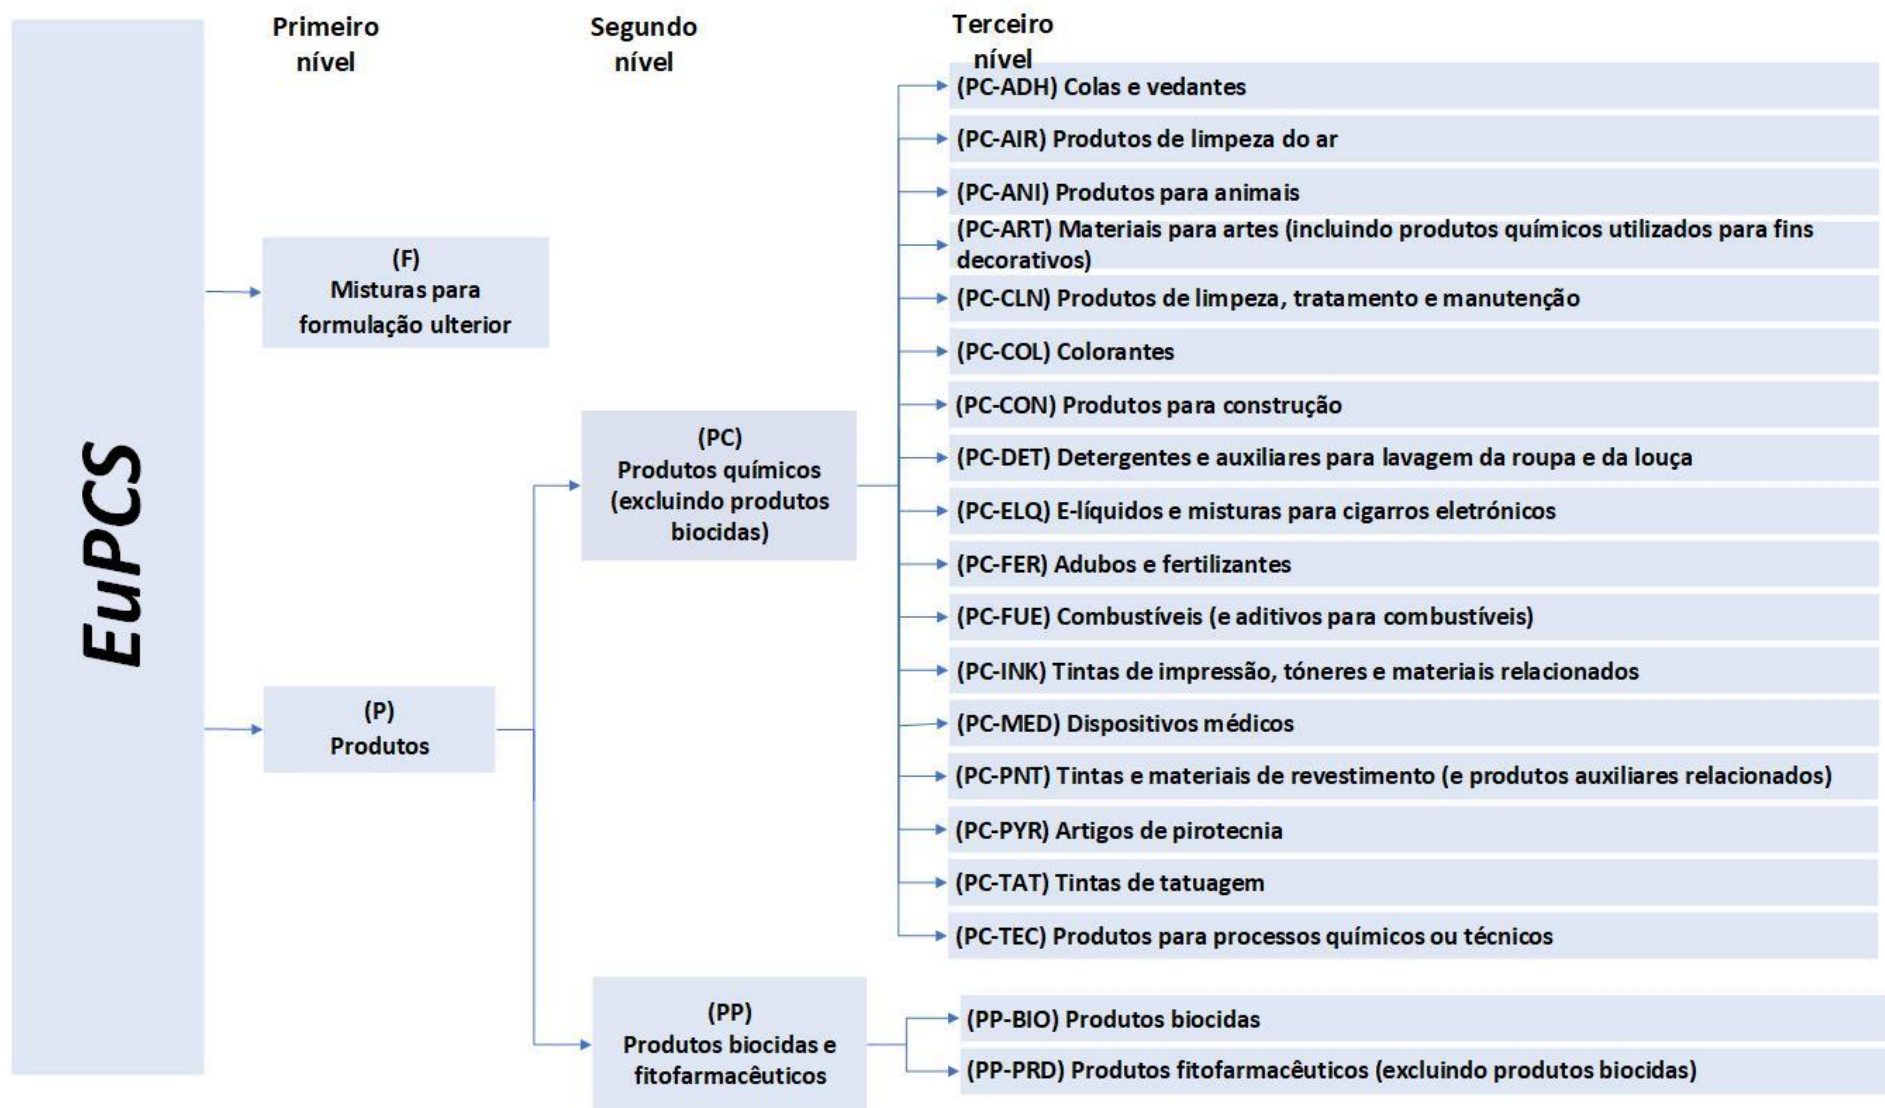 EuPCS
Primeiro
nível
Segundo
nível
Terceiro
nível
(F)
Misturas para
formulação ulterior
(P)
Produtos
(PC)
Produtos químicos
(excluindo produtos
biocidas)
(PC-ADH) Colas e vedantes
(PC-AIR) Produtos de limpeza do ar
(PC-ANI) Produtos para animais
(PC-ART) Materiais para artes (incluindo produtos químicos utilizados para fins
decorativos)
(PC-CLN) Produtos de limpeza, tratamento e manutenção
(PC-COL) Colorantes
(PC-CON) Produtos para construção
(PC-DET) Detergentes e auxiliares para lavagem da roupa e da louça
(PC-ELQ) E-líquidos e misturas para cigarros eletrónicos
(PC-FER) Adubos e fertilizantes
(PC-FUE) Combustíveis (e aditivos para combustíveis)
(PC-INK) Tintas de impressão, tóneres e materiais relacionados
(PC-MED) Dispositivos médicos
(PC-PNT) Tintas e materiais de revestimento (e produtos auxiliares relacionados)
(PC-PYR) Artigos de pirotecnia
(PC-TAT) Tintas de tatuagem
(PC-TEC) Produtos para processos químicos ou técnicos
(PP)
Produtos biocidas e
fitofarmacêuticos
(PP-BIO) Produtos biocidas
(PP-PRD) Produtos fitofarmacêuticos (excluindo produtos biocidas)